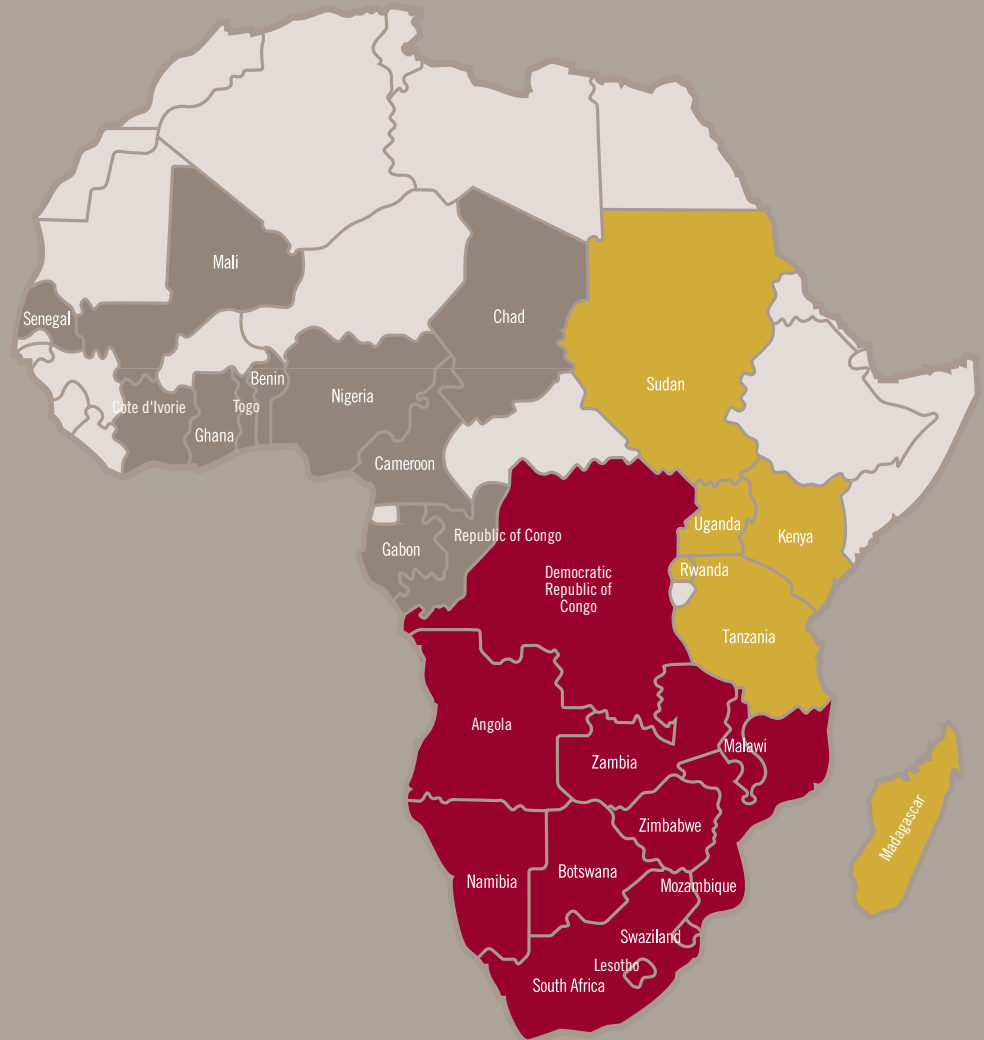 Mali
Senegal
Chad
Sudan
Benin
Nigeria
Togo
Cote d'Ivorie
Ghana
Cameroon
Uganda
Kenya
Republic of Congo
Gabon
Rwanda
Democratic
Republic of
Congo
Tanzania
Angola
Malawi
Zambia
Madagascar
Zimbabwe
Botswana
Namibia
Mozambique
Swaziland
Lesotho
South Africa